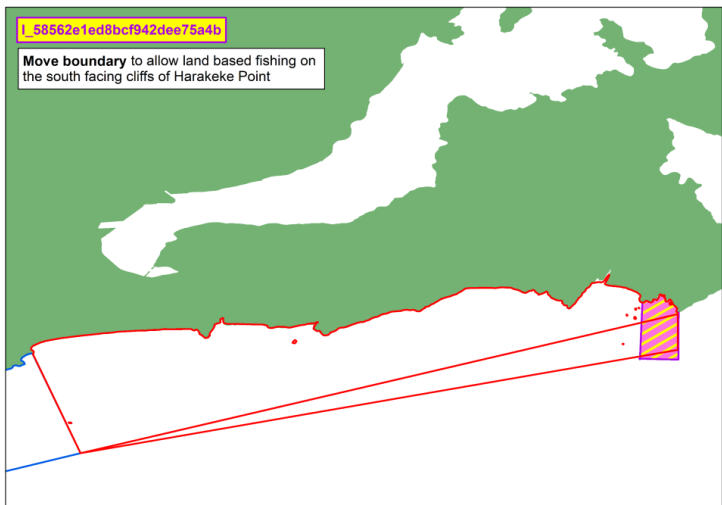 I_58562e1ed8bcf942dee75a4b
Move boundary to allow land based fishing on
the south facing cliffs of Harakeke Point